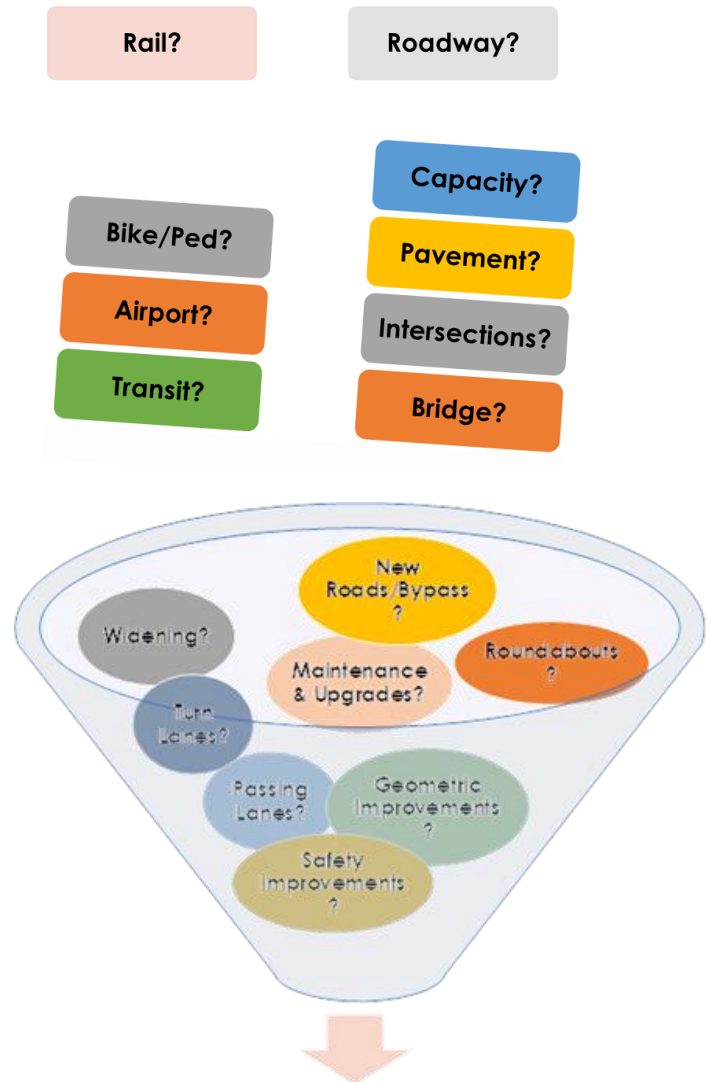 Rail?
Roadway?
Capacity?
Bike/Ped?
Pavement?
Airport?
Intersections?
Transit?
Bridge?
New
Roads/Bypass
?
Widening?
Roundabouts
?
Maintenance
& Upgrades?
Turn
Lanes?
Passing
Lanes?
Geometric
Improvements
?
Safety
Improvements
?